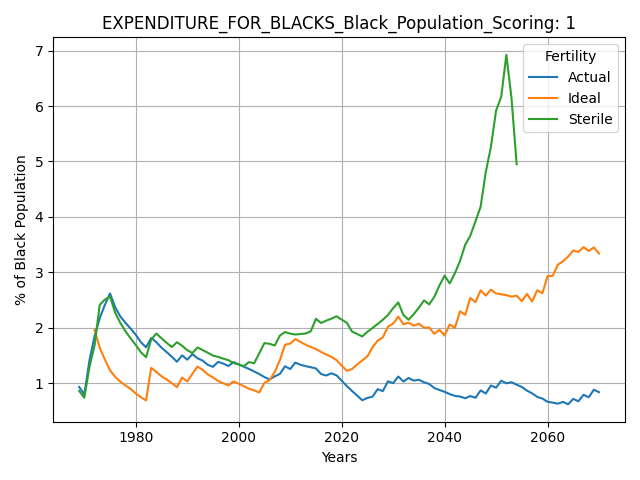 EXPENDITURE_FOR_BLACKS_Black_Population_Scoring: 1
Fertility
Actual
Ideal
Sterile
% of Black Population
7
6
5
4
3
2
1
1980
2000
2020
2040
2060
Years